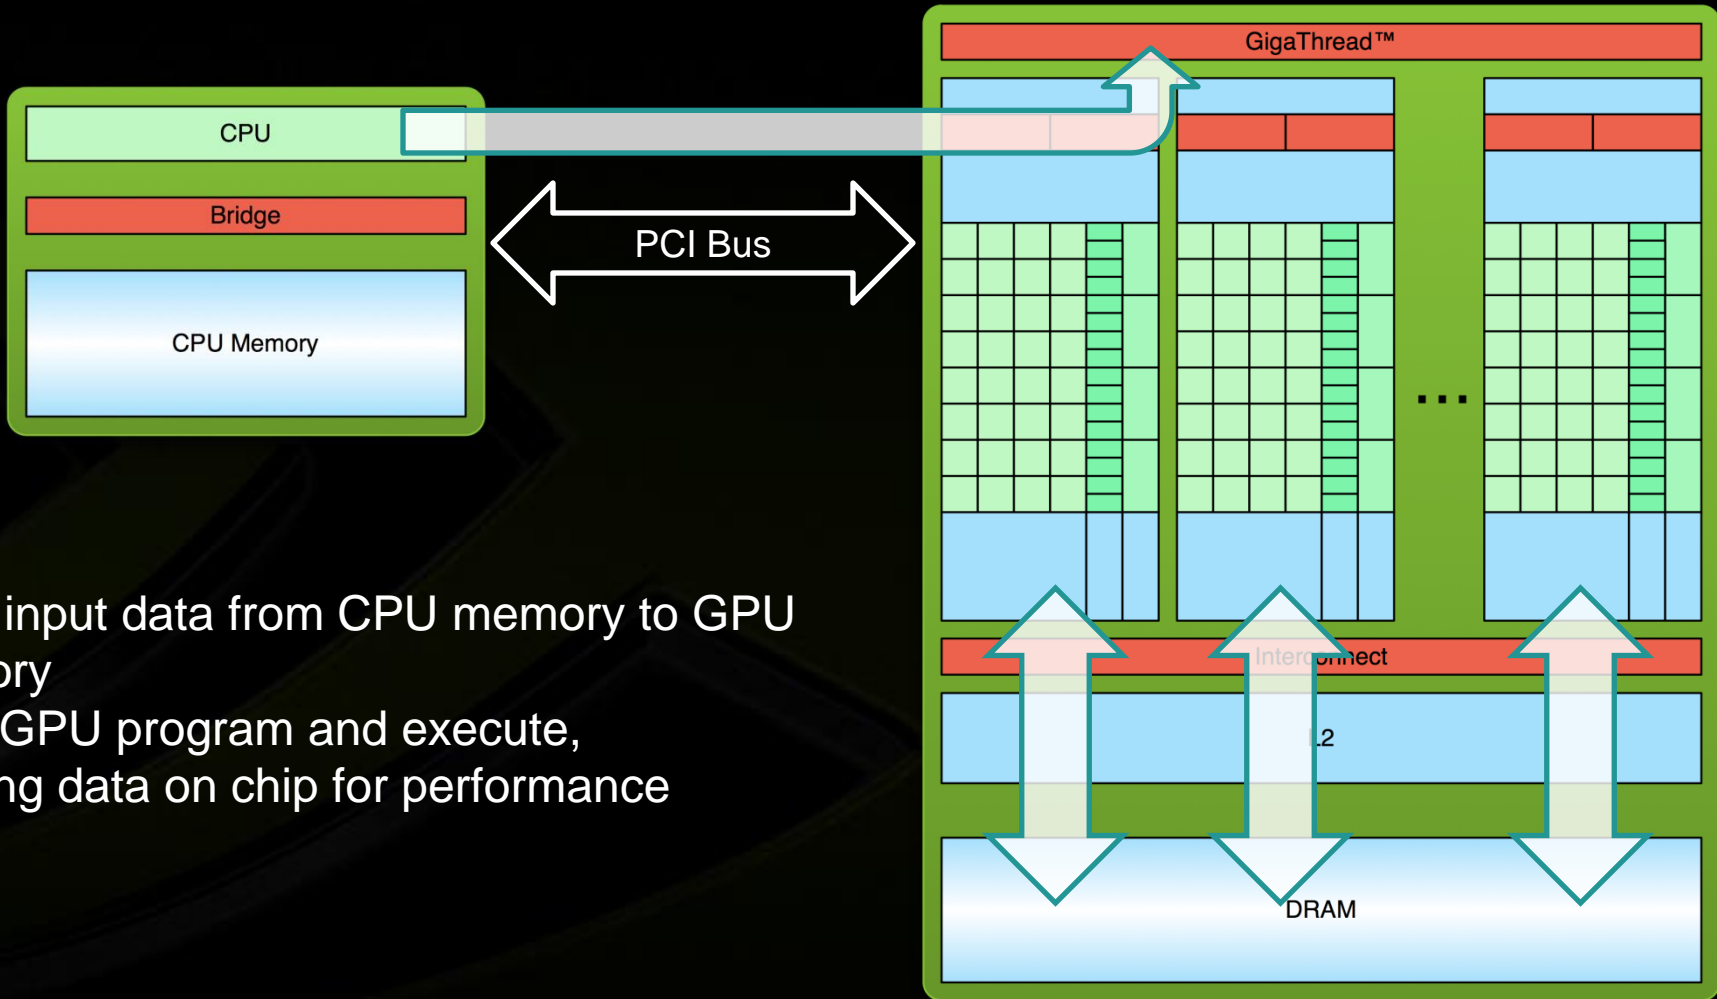 GigaThread™
CPU
Bridge
PCI Bus
CPU Memory
...
input data from CPU memory to GPU
ory
GPU program and execute,
ng data on chip for performance
Interconnect
L2
DRAM